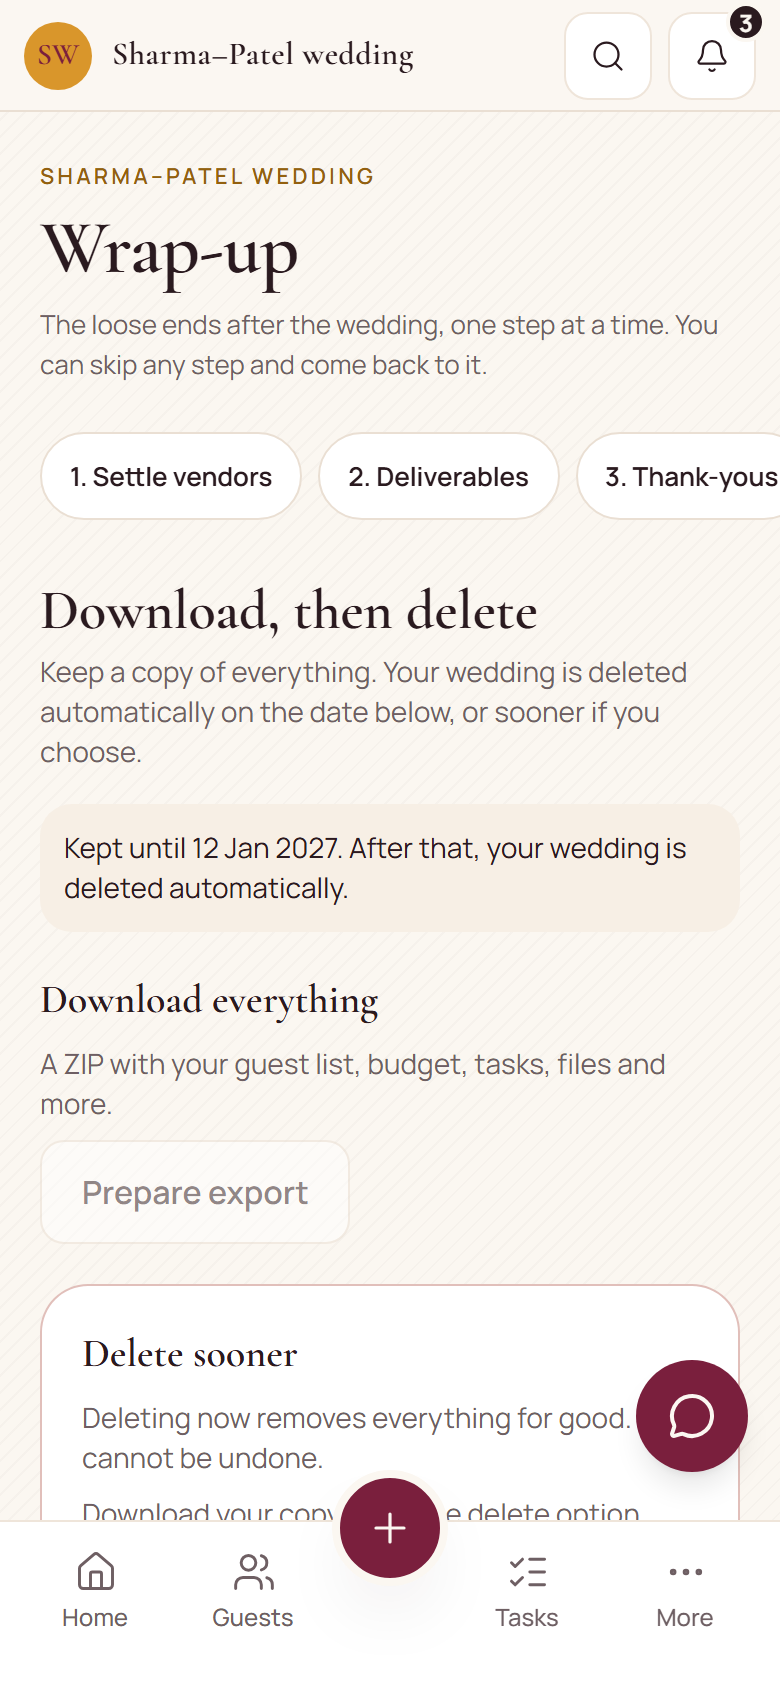 SW
Sharma–Patel wedding
3
SHARMA–PATEL WEDDING
Wrap-up
The loose ends after the wedding, one step at a time. You
can skip any step and come back to it.
1. Settle vendors
2. Deliverables
3. Thank-yous
Download, then delete
Keep a copy of everything. Your wedding is deleted
automatically on the date below, or sooner if you
choose.
Kept until 12 Jan 2027. After that, your wedding is
deleted automatically.
Download everything
A ZIP with your guest list, budget, tasks, files and
more.
Prepare export
Delete sooner
Deleting now removes everything for good.
cannot be undone.
Download your copy delete option
Home
Guests
Tasks
More